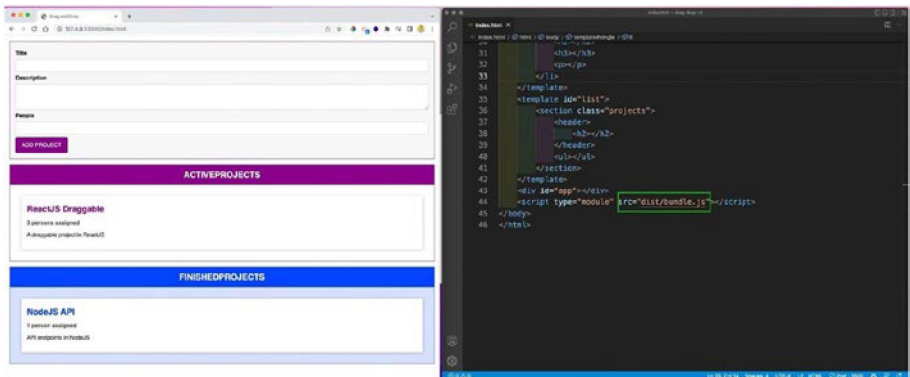 Drag and Drop
Title
Description
People
ADD PROJECT
ACTIVEPROJECTS
ReactJS Draggable
3 persons assigned
A draggable project in ReactJS
FINISHEDPROJECTS
NodeJS API
1 person assigned
API endpoints in NodeJS
index.html
31 <h3></h3>
32 <p></p>
33 </li>
34 </template>
35 <template id="list">
36 <section class="projects">
37 <header>
38 <h2></h2>
39 </header>
40 <ul></ul>
41 </section>
42 </template>
43 <div id="app"></div>
44 <script type="module" src="dist/bundle.js"></script>
45 </body>
46 </html>